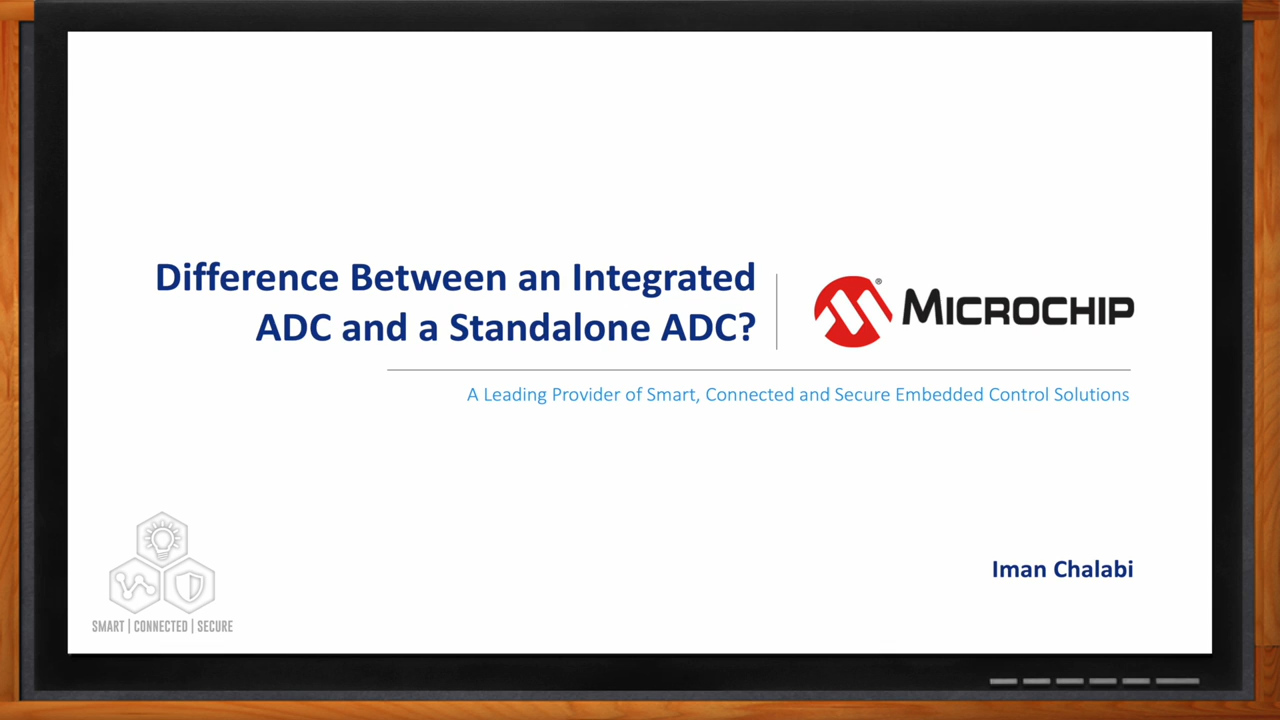 Difference Between an Integrated
ADC and a Standalone ADC?
MICROCHIP®
A Leading Provider of Smart, Connected and Secure Embedded Control Solutions
Iman Chalabi
SMART | CONNECTED | SECURE